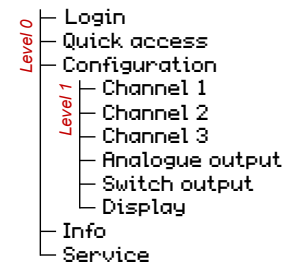 Level 0
Login
Quick access
Configuration
Level 1
Channel 1
Channel 2
Channel 3
Analogue output
Switch output
Display
Info
Service